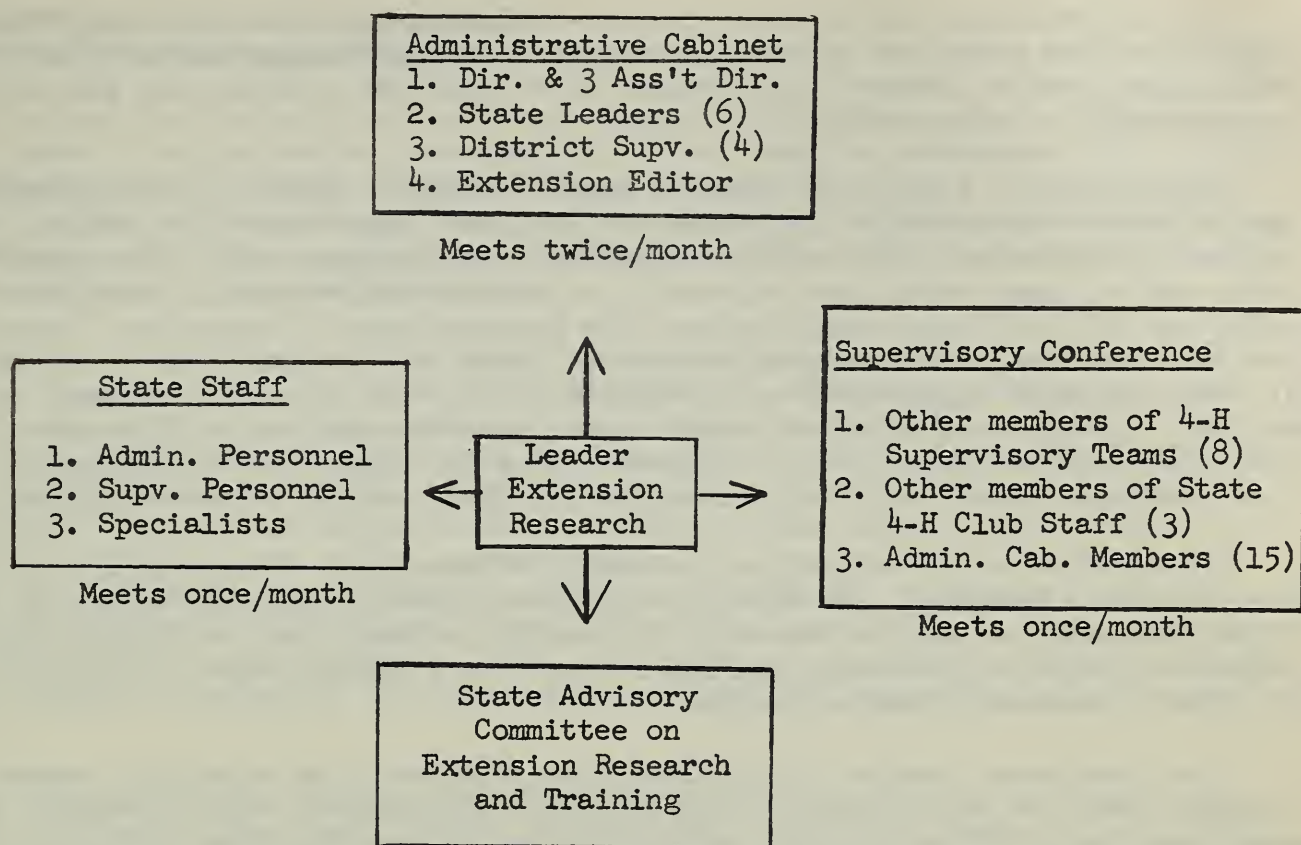 Administrative Cabinet
1. Dir. & 3 Ass't Dir.
2. State Leaders (6)
3. District Supv. (4)
4. Extension Editor
Meets twice/month
State Staff
1. Admin. Personnel
2. Supv. Personnel
3. Specialists
Meets once/month
Leader
Extension
Research
Supervisory Conference
1. Other members of 4-H
Supervisory Teams (8)
2. Other members of State
4-H Club Staff (3)
3. Admin. Cab. Members (15)
Meets once/month
State Advisory
Committee on
Extension Research
and Training